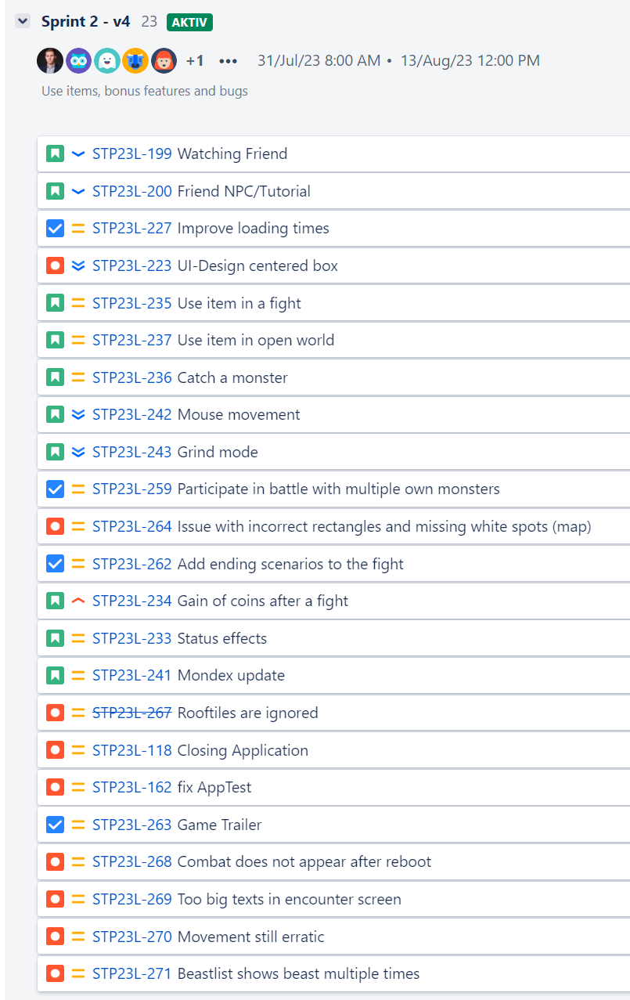 Sprint 2 - v4 23 AKTIV
+1 ••• 31/Jul/23 8:00 AM • 13/Aug/23 12:00 PM
Use items, bonus features and bugs
STP23L-199 Watching Friend
STP23L-200 Friend NPC/Tutorial
STP23L-227 Improve loading times
STP23L-223 UI-Design centered box
STP23L-235 Use item in a fight
STP23L-237 Use item in open world
STP23L-236 Catch a monster
STP23L-242 Mouse movement
STP23L-243 Grind mode
STP23L-259 Participate in battle with multiple own monsters
STP23L-264 Issue with incorrect rectangles and missing white spots (map)
STP23L-262 Add ending scenarios to the fight
STP23L-234 Gain of coins after a fight
STP23L-233 Status effects
STP23L-241 Mondex update
STP23L-267 Rooftiles are ignored
STP23L-118 Closing Application
STP23L-162 fix AppTest
STP23L-263 Game Trailer
STP23L-268 Combat does not appear after reboot
STP23L-269 Too big texts in encounter screen
STP23L-270 Movement still erratic
STP23L-271 Beastlist shows beast multiple times